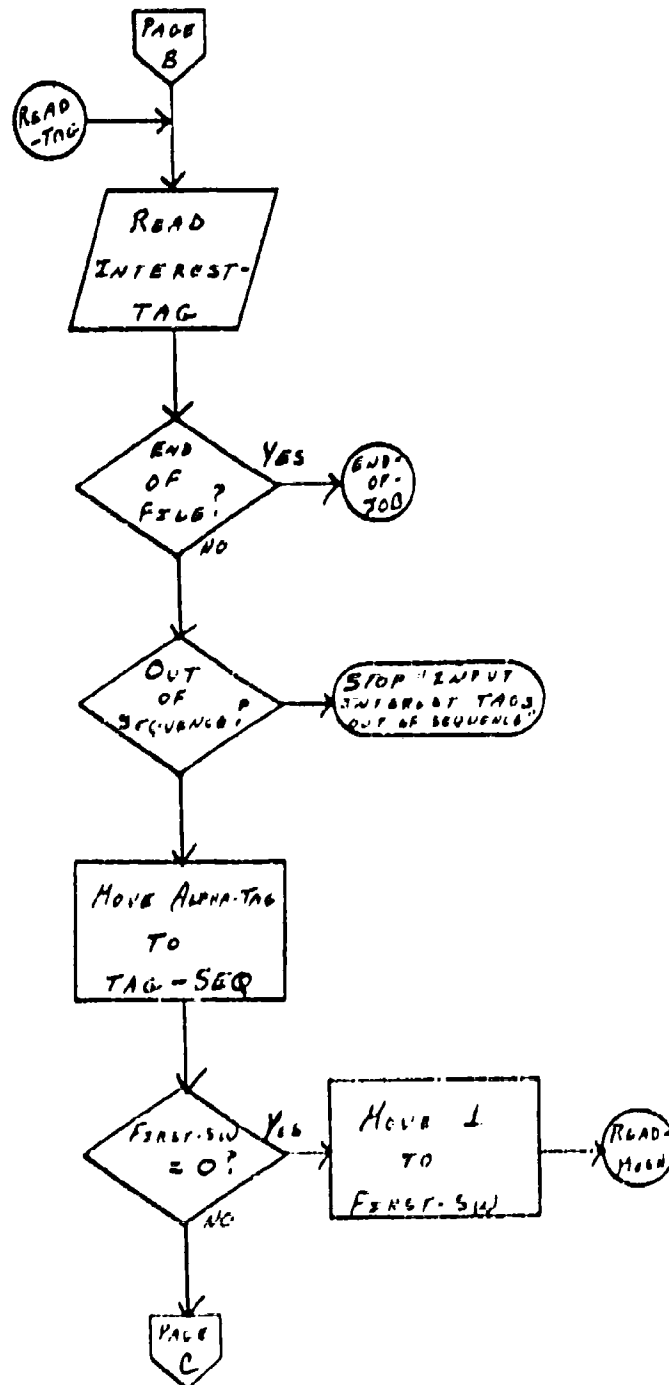 PAGE
B
READ
-TAG
READ
INTEREST-
TAG
END
OF
FILE?
YES
END-
OF-
JOB
NO
OUT
OF
SEQUENCE?
STOP "INPUT
INTEREST TAGS
OUT OF SEQUENCE"
MOVE ALPHA-TAG
TO
TAG-SEQ
FIRST-SW
= 0?
YES
MOVE 1
TO
FIRST-SW
READ-
NO
PAGE
C